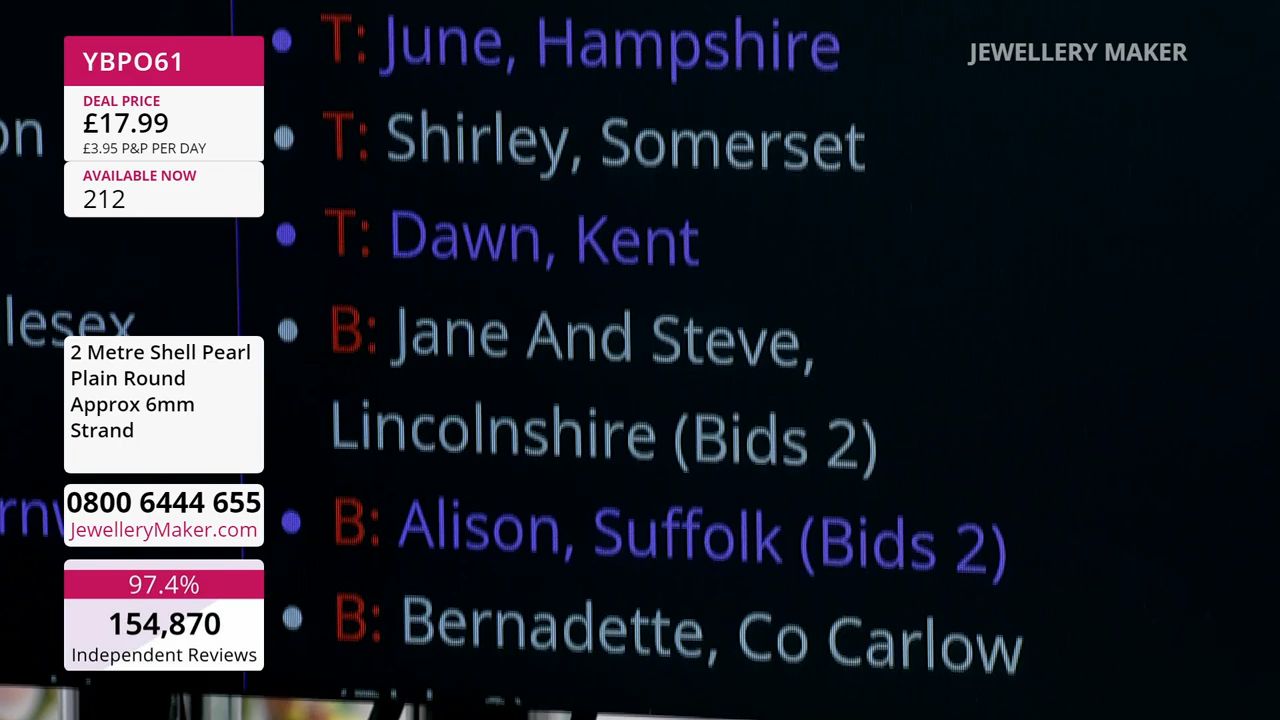 YBPO61
DEAL PRICE
£17.99
£3.95 P&P PER DAY
AVAILABLE NOW
212
2 Metre Shell Pearl
Plain Round
Approx 6mm
Strand
0800 6444 655
JewelleryMaker.com
97.4%
154,870
Independent Reviews
JEWELLERY MAKER
• T: June, Hampshire
• T: Shirley, Somerset
• T: Dawn, Kent
• B: Jane And Steve,
Lincolnshire (Bids 2)
• B: Alison, Suffolk (Bids 2)
• B: Bernadette, Co Carlow